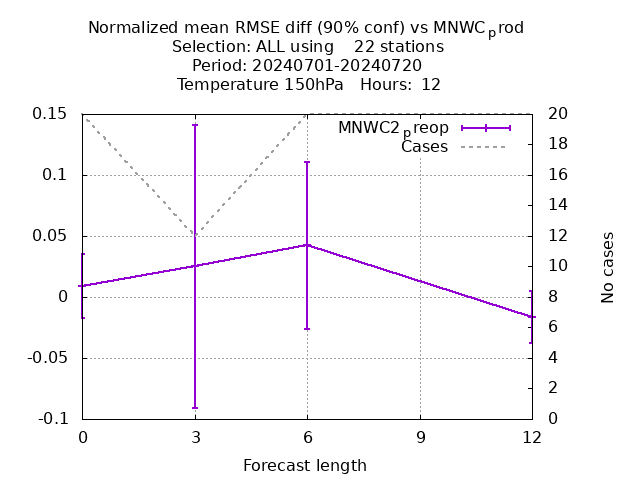 Normalized mean RMSE diff (90% conf) vs MNWCprod
Selection: ALL using    22 stations
Period: 20240701-20240720
Temperature 150hPa   Hours:  12
MNWC2preop
Cases
0.15
0.1
0.05
0
-0.05
-0.1
20
18
16
14
12
10
8
6
4
2
0
No cases
0 3 6 9 12
Forecast length